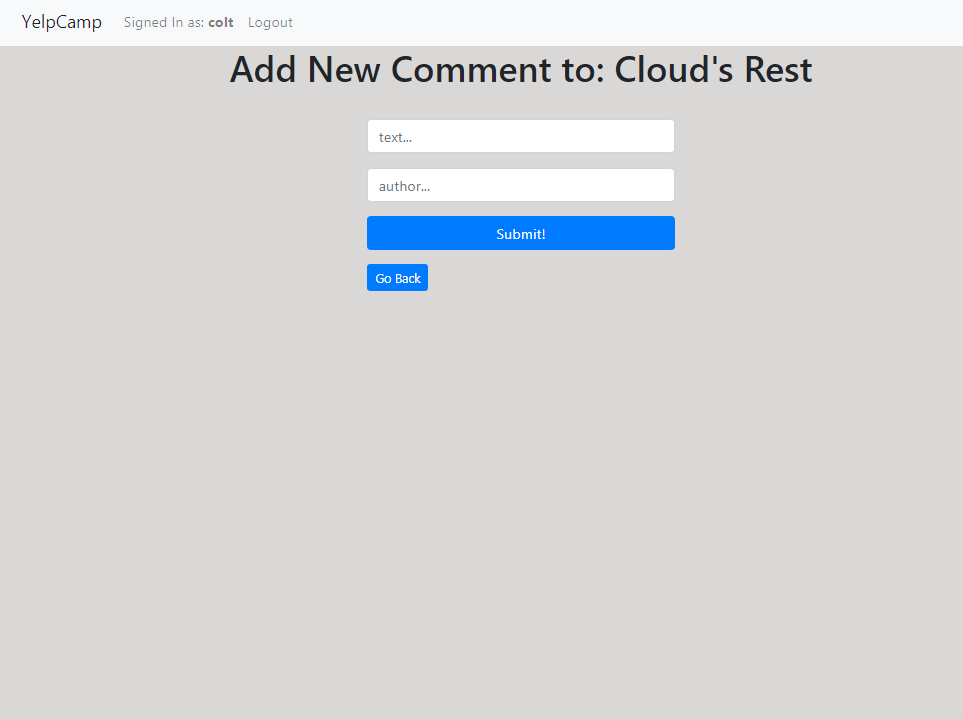 YelpCamp Signed In as: colt Logout
Add New Comment to: Cloud's Rest
text...
author...
Submit!
Go Back